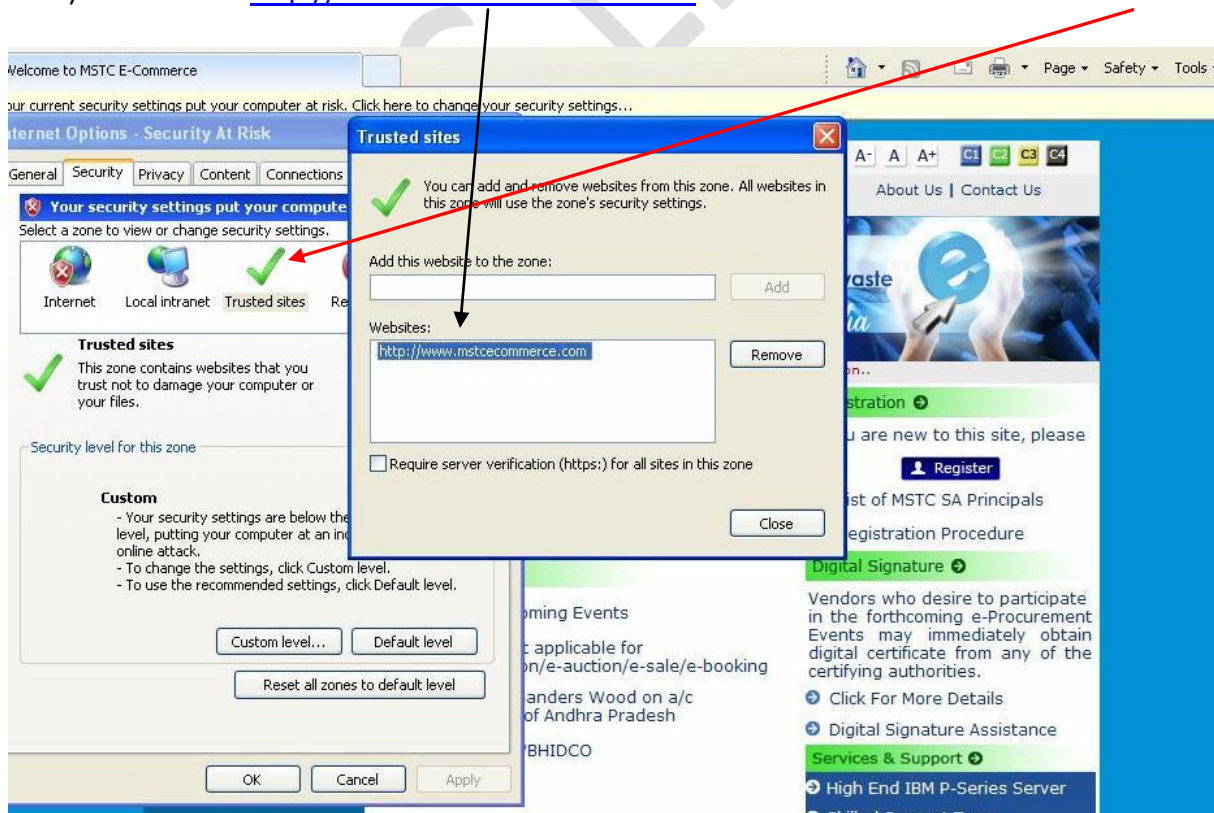 Welcome to MSTC E-Commerce
Page
Safety
Tools
our current security settings put your computer at risk. Click here to change your security settings...
Internet Options - Security At Risk
General
Security
Privacy
Content
Connections
Your security settings put your compute
Select a zone to view or change security settings.
Internet
Local intranet
Trusted sites
Re
Trusted sites
This zone contains websites that you
trust not to damage your computer or
your files.
Security level for this zone
Custom
- Your security settings are below the
level, putting your computer at an inc
online attack.
- To change the settings, click Custom level.
- To use the recommended settings, click Default level.
Custom level...
Default level
Reset all zones to default level
OK
Cancel
Apply
Trusted sites
You can add and remove websites from this zone. All websites in
this zone will use the zone's security settings.
Add this website to the zone:
Add
Websites:
http://www.mstcecommerce.com
Remove
Require server verification (https:) for all sites in this zone
Close
A- A A+ C1 C2 C3 C4
About Us | Contact Us
vaste
ia
on..
stration
u are new to this site, please
Register
ist of MSTC SA Principals
egistration Procedure
Digital Signature
Vendors who desire to participate
in the forthcoming e-Procurement
Events may immediately obtain
digital certificate from any of the
certifying authorities.
Click For More Details
Digital Signature Assistance
Services & Support
High End IBM P-Series Server
oming Events
t applicable for
on/e-auction/e-sale/e-booking
anders Wood on a/c
of Andhra Pradesh
BHIDCO